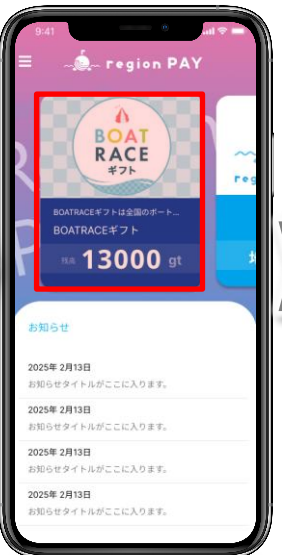 9:41
region PAY
BOAT
RACE
ギフト
BOATRACEギフトは全国のボート...
BOATRACEギフト
残高 13000 gt
reg
お知らせ
2025年 2月13日
お知らせタイトルがここに入ります。
2025年 2月13日
お知らせタイトルがここに入ります。
2025年 2月13日
お知らせタイトルがここに入ります。
2025年 2月13日
お知らせタイトルがここに入ります。